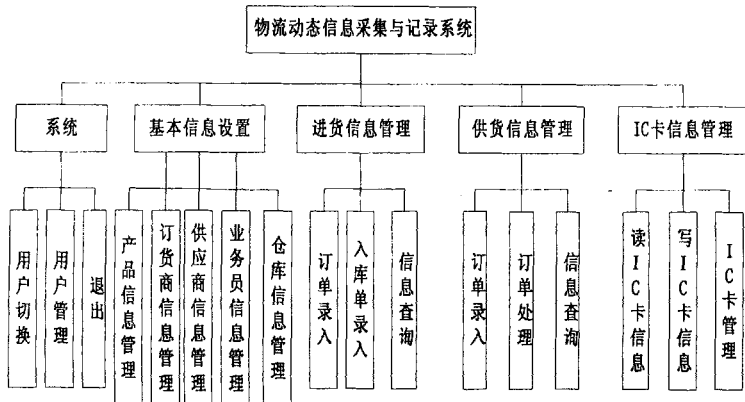 物流动态信息采集与记录系统
系统
基本信息设置
进货信息管理
供货信息管理
IC卡信息管理
用户切换
用户管理
退出
产品信息管理
订货商信息管理
供应商信息管理
业务员信息管理
仓库信息管理
订单录入
入库单录入
信息查询
订单录入
订单处理
信息查询
读IC卡信息
写IC卡信息
IC卡管理